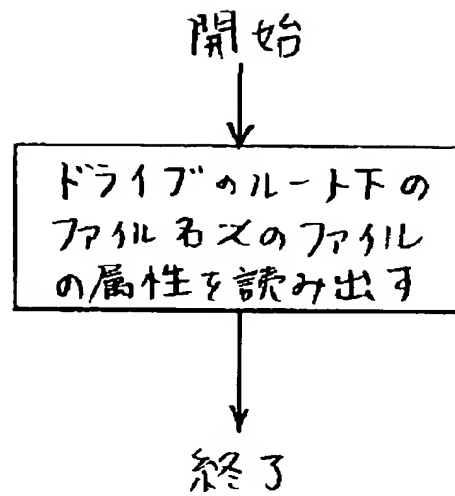 開始
ドライブのルート下の
ファイル名xのファイル
の属性を読み出す
終了